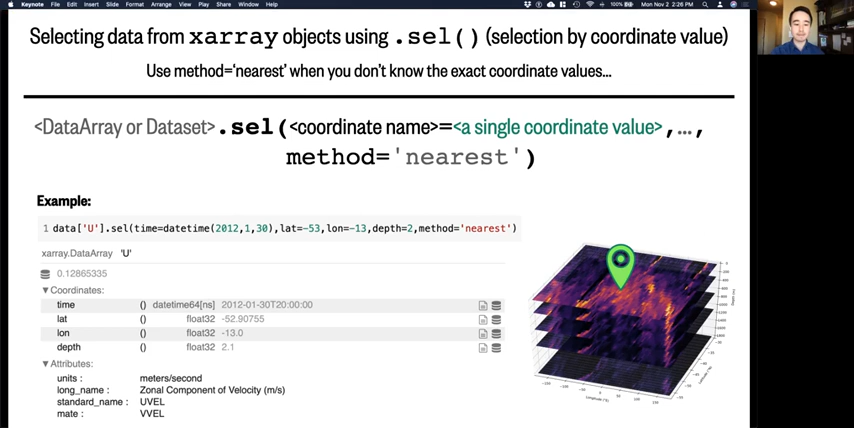 Keynote File Edit Insert Slide Format Arrange View Play Share Window Help 100% Mon Nov 2 2:26 PM
Selecting data from xarray objects using .sel() (selection by coordinate value)
Use method='nearest' when you don't know the exact coordinate values...
<DataArray or Dataset>.sel(<coordinate name>=<a single coordinate value>,...,
method='nearest')
Example:
1 data['U'].sel(time=datetime(2012,1,30),lat=-53,lon=-13,depth=2,method='nearest')
xarray.DataArray 'U'
0.12865335
▼ Coordinates:
time () datetime64[ns] 2012-01-30T20:00:00
lat () float32 -52.90755
lon () float32 -13.0
depth () float32 2.1
▼ Attributes:
units : meters/second
long_name : Zonal Component of Velocity (m/s)
standard_name : UVEL
mate : VVEL